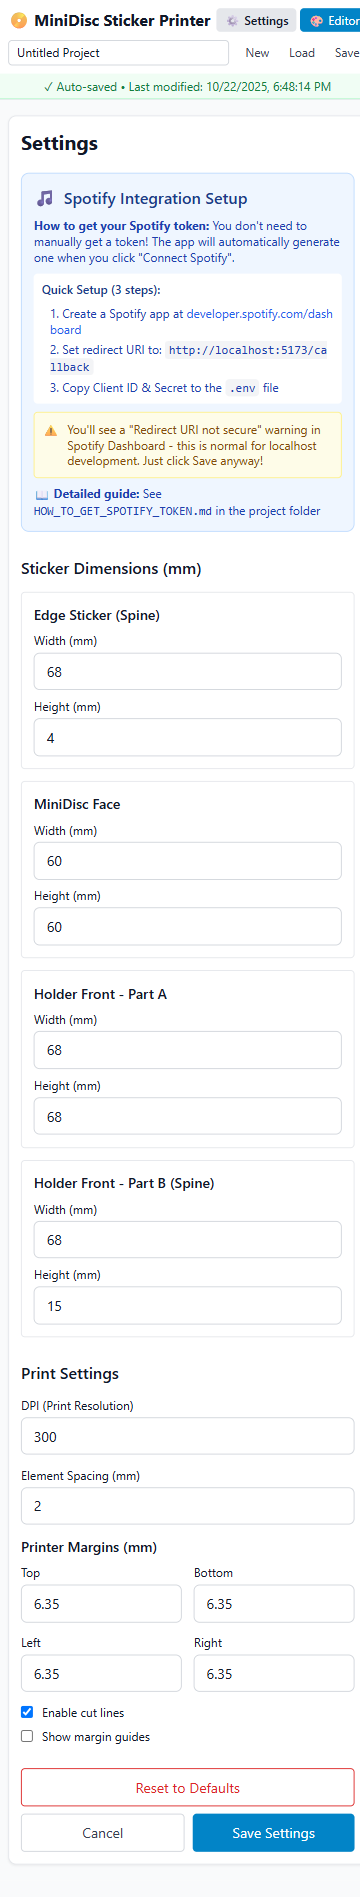 MiniDisc Sticker Printer Settings Editor
Untitled Project New Load Save
✓ Auto-saved • Last modified: 10/22/2025, 6:48:14 PM
Settings
Spotify Integration Setup
How to get your Spotify token: You don't need to
manually get a token! The app will automatically generate
one when you click "Connect Spotify".
Quick Setup (3 steps):
1. Create a Spotify app at developer.spotify.com/dash
board
2. Set redirect URI to: http://localhost:5173/ca
llback
3. Copy Client ID & Secret to the .env file
You'll see a "Redirect URI not secure" warning in
Spotify Dashboard - this is normal for localhost
development. Just click Save anyway!
Detailed guide: See
HOW_TO_GET_SPOTIFY_TOKEN.md in the project folder
Sticker Dimensions (mm)
Edge Sticker (Spine)
Width (mm)
68
Height (mm)
4
MiniDisc Face
Width (mm)
60
Height (mm)
60
Holder Front - Part A
Width (mm)
68
Height (mm)
68
Holder Front - Part B (Spine)
Width (mm)
68
Height (mm)
15
Print Settings
DPI (Print Resolution)
300
Element Spacing (mm)
2
Printer Margins (mm)
Top Bottom
6.35 6.35
Left Right
6.35 6.35
Enable cut lines
Show margin guides
Reset to Defaults
Cancel Save Settings